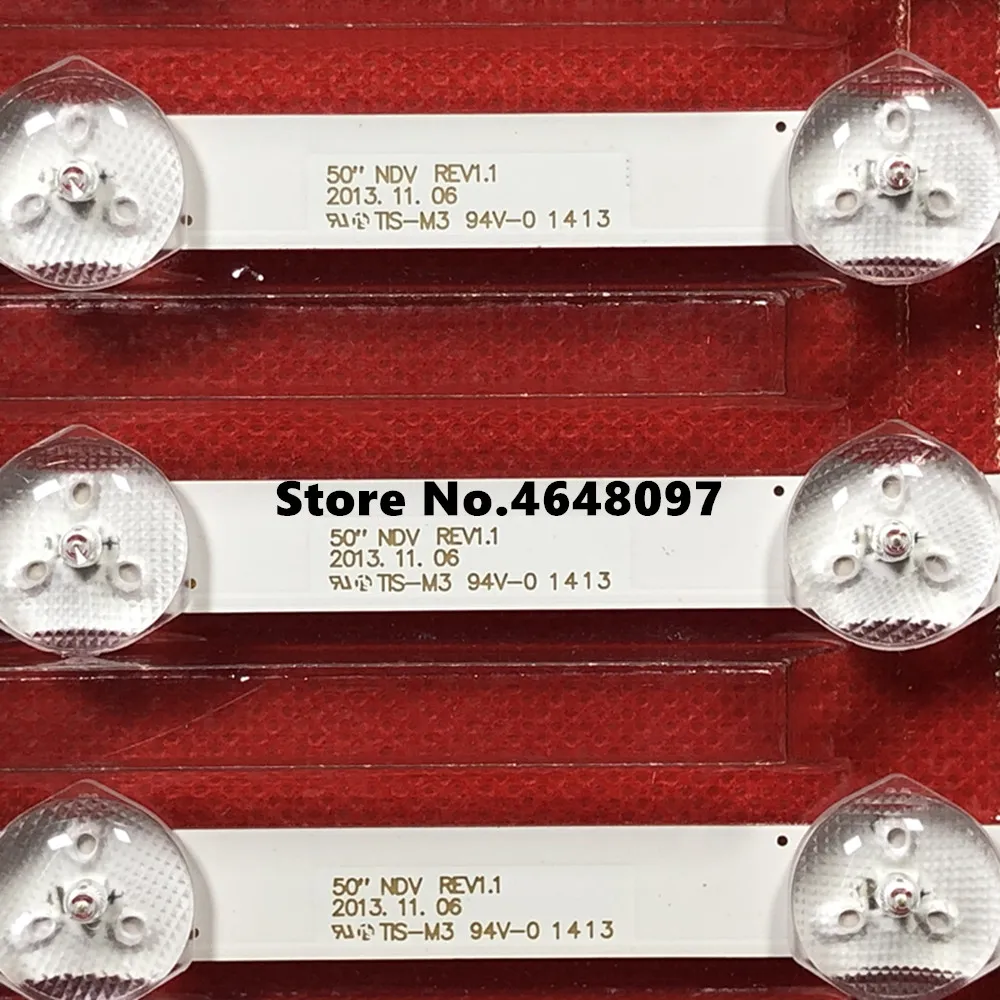 50" NDV REV1.1
2013. 11. 06
TIS-M3 94V-0 1413
Store No.4648097
50" NDV REV1.1
2013. 11. 06
TIS-M3 94V-0 1413
50" NDV REV1.1
2013. 11. 06
TIS-M3 94V-0 1413